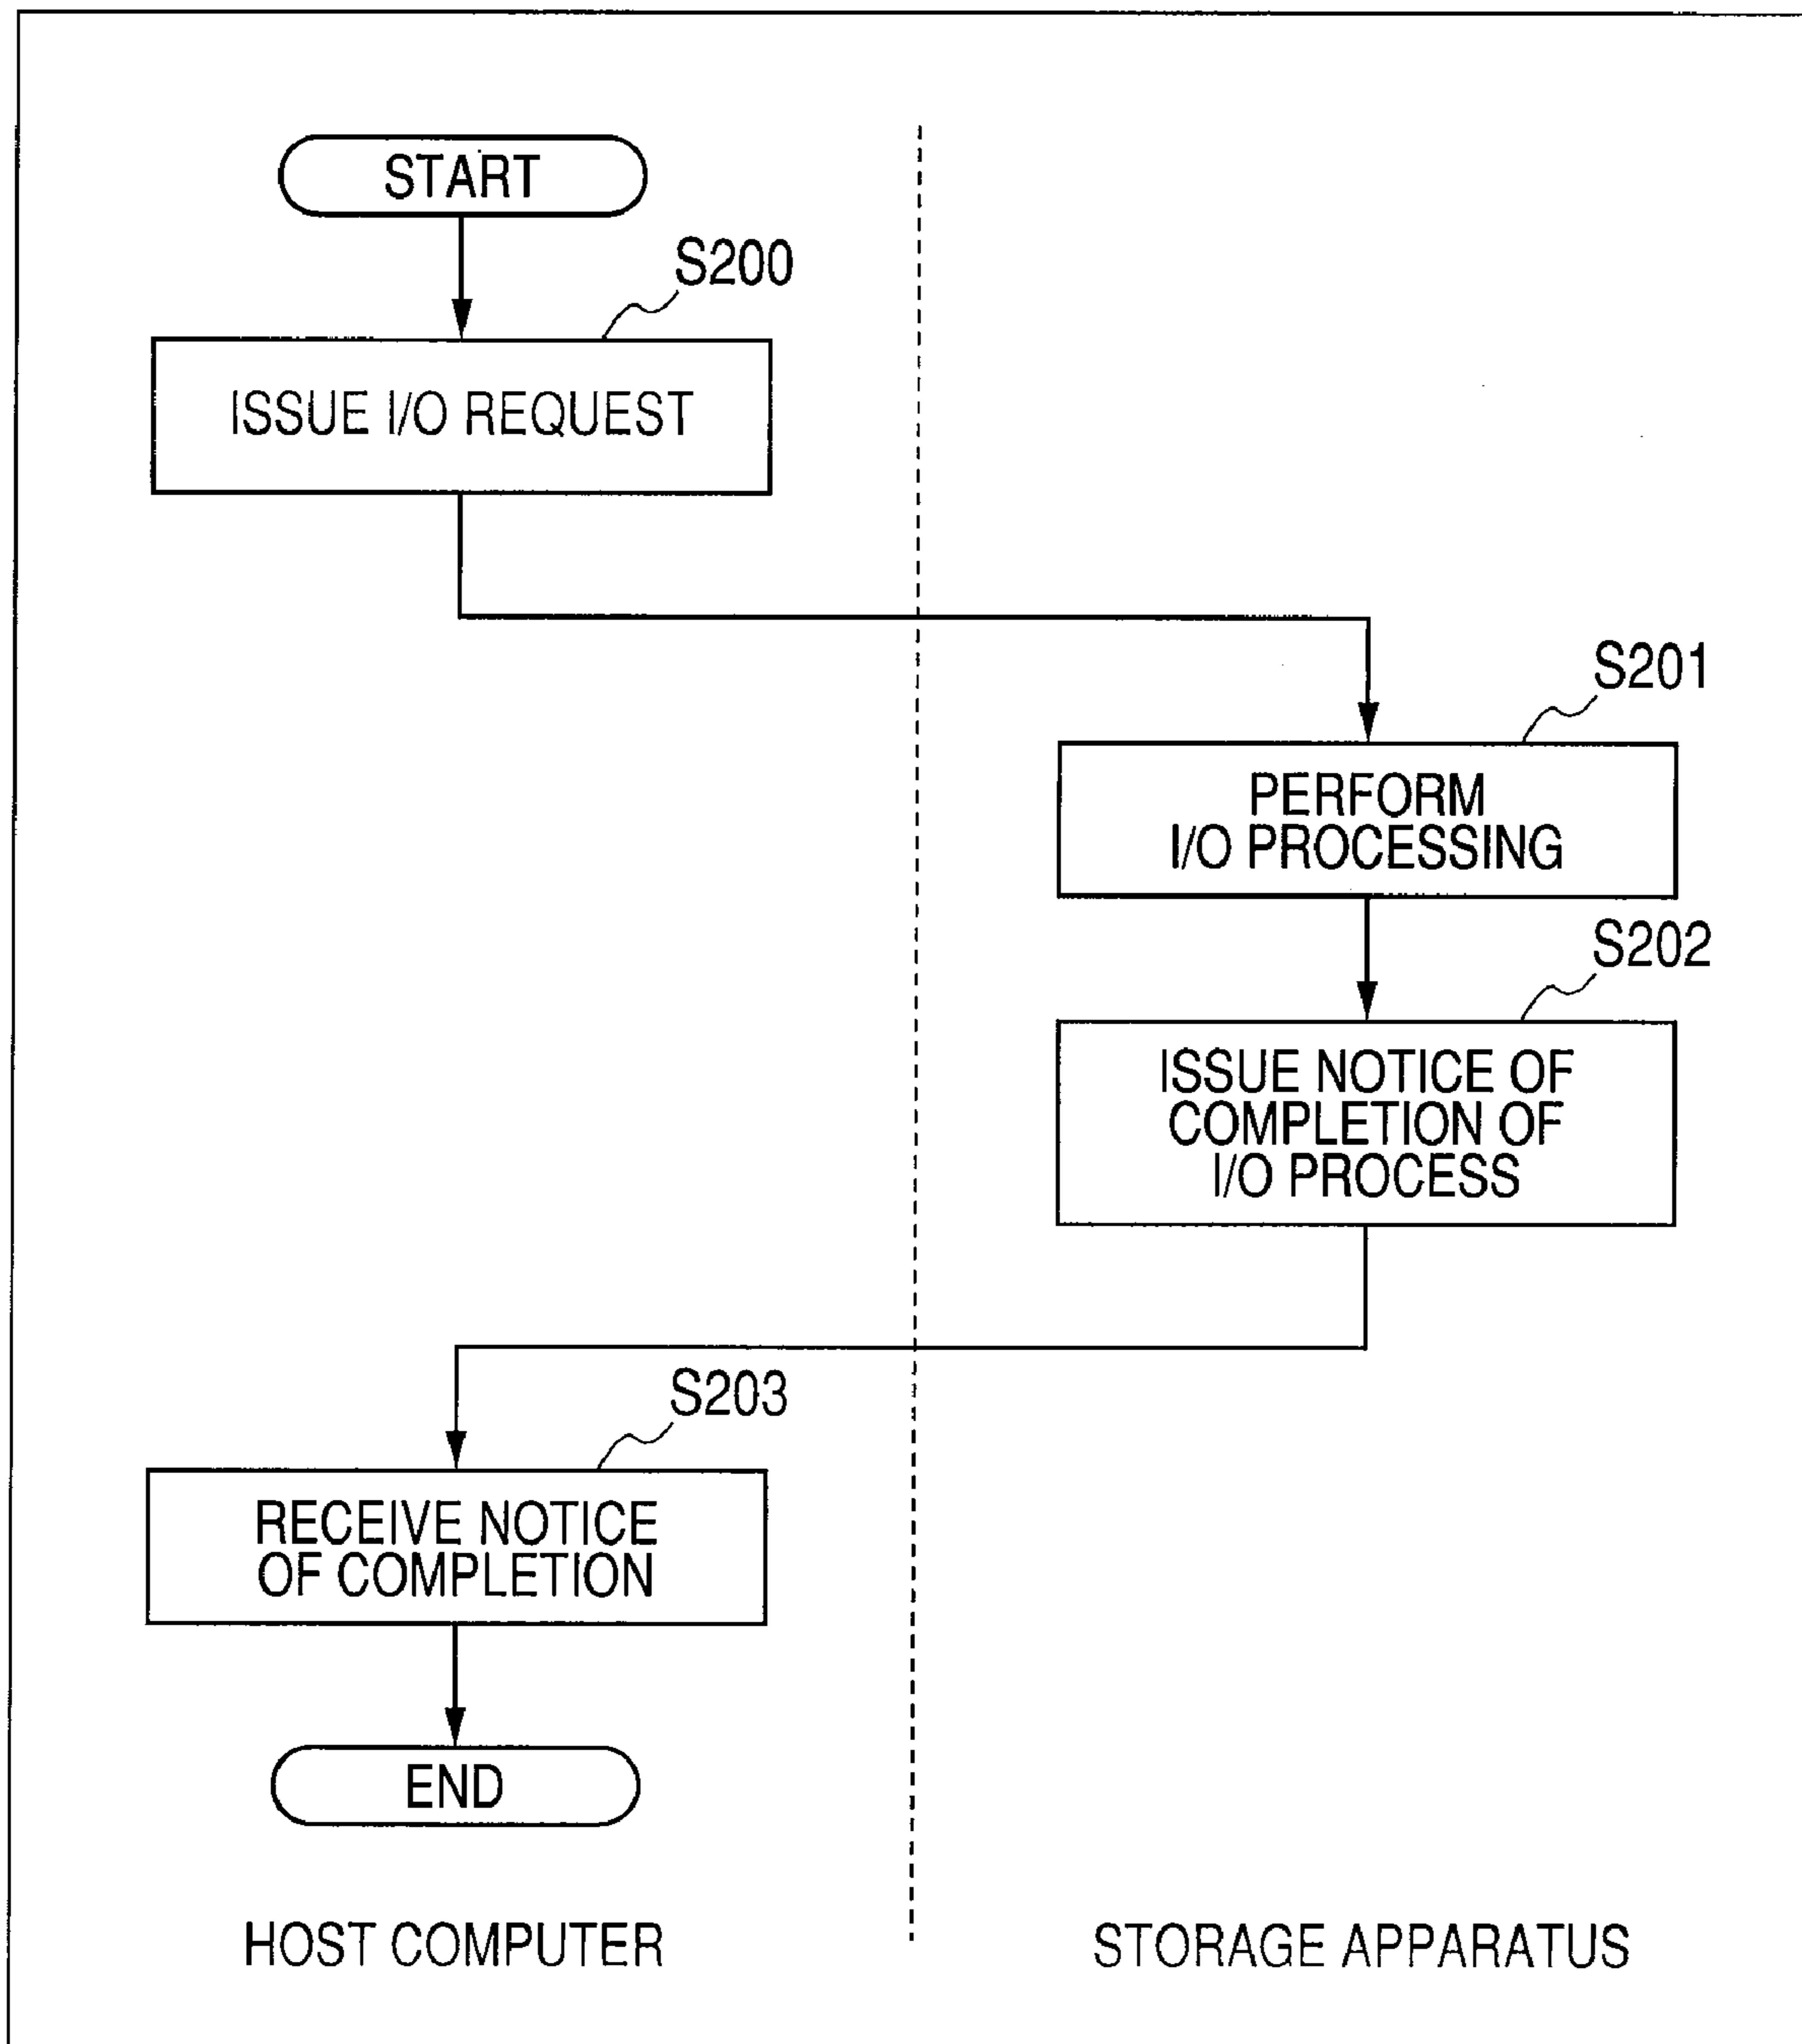 START
S200
ISSUE I/O REQUEST
S201
PERFORM
I/O PROCESSING
S202
ISSUE NOTICE OF
COMPLETION OF
I/O PROCESS
S203
RECEIVE NOTICE
OF COMPLETION
END
HOST COMPUTER
STORAGE APPARATUS